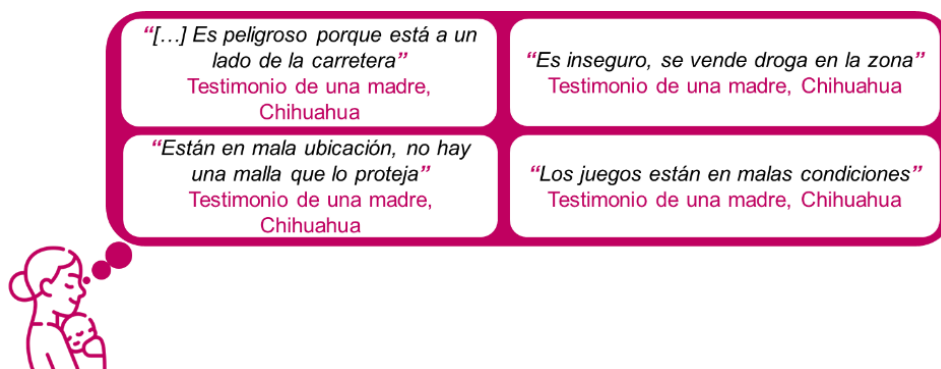 “[…] Es peligroso porque está a un
lado de la carretera”
Testimonio de una madre,
Chihuahua
“Es inseguro, se vende droga en la zona”
Testimonio de una madre, Chihuahua
“Están en mala ubicación, no hay
una malla que lo proteja”
Testimonio de una madre,
Chihuahua
“Los juegos están en malas condiciones”
Testimonio de una madre, Chihuahua